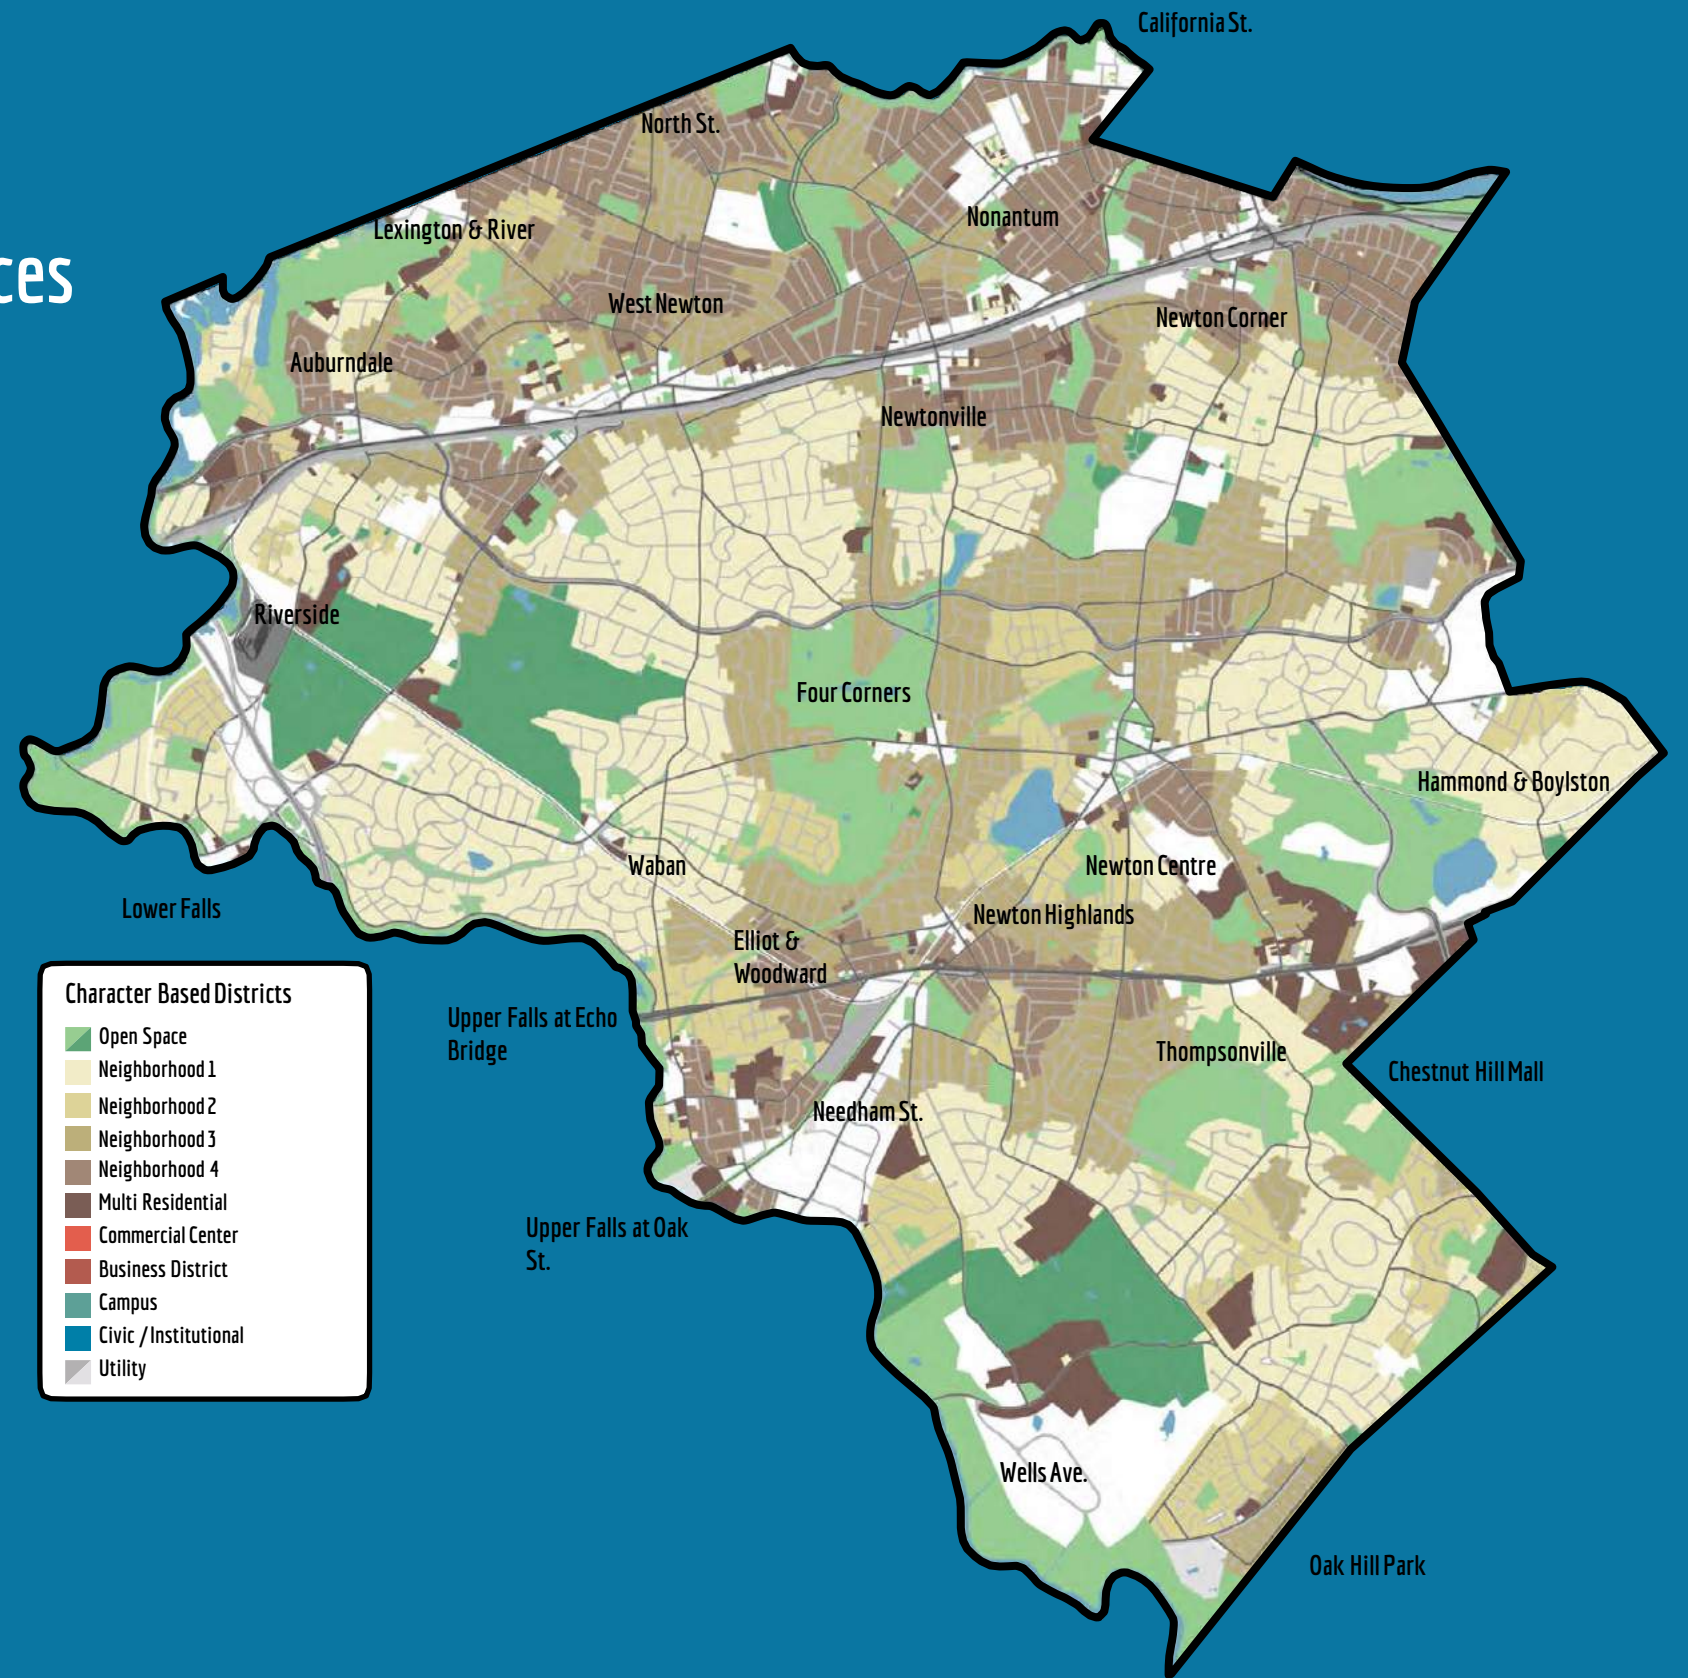 California St.
North St.
Nonantum
Lexington & River
ces
West Newton
Newton Corner
Auburndale
Newtonville
Riverside
Four Corners
Hammond & Boylston
Waban
Newton Centre
Lower Falls
Newton Highlands
Elliot &
Woodward
Upper Falls at Echo
Bridge
Thompsonville
Chestnut Hill Mall
Needham St.
Upper Falls at Oak
St.
Wells Ave.
Oak Hill Park
Character Based Districts
Open Space
Neighborhood 1
Neighborhood 2
Neighborhood 3
Neighborhood 4
Multi Residential
Commercial Center
Business District
Campus
Civic / Institutional
Utility